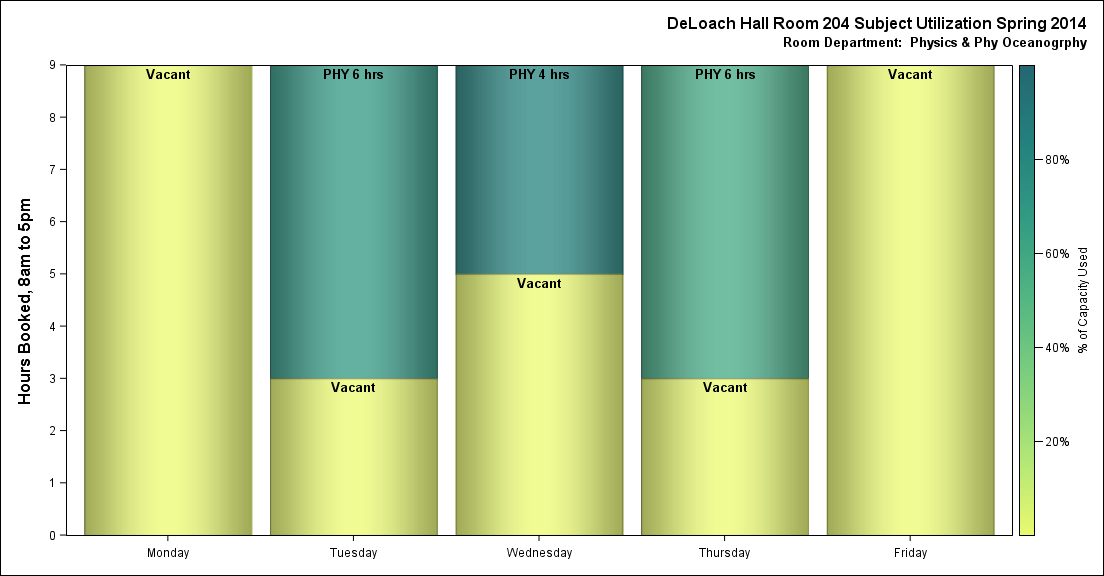 DeLoach Hall Room 204 Subject Utilization Spring 2014
Room Department: Physics & Phy Oceanogrphy
Hours Booked, 8am to 5pm
9
8
7
6
5
4
3
2
1
0
Vacant
PHY 6 hrs
PHY 4 hrs
PHY 6 hrs
Vacant
Vacant
Vacant
Vacant
Monday
Tuesday
Wednesday
Thursday
Friday
80%
60%
40%
20%
% of Capacity Used